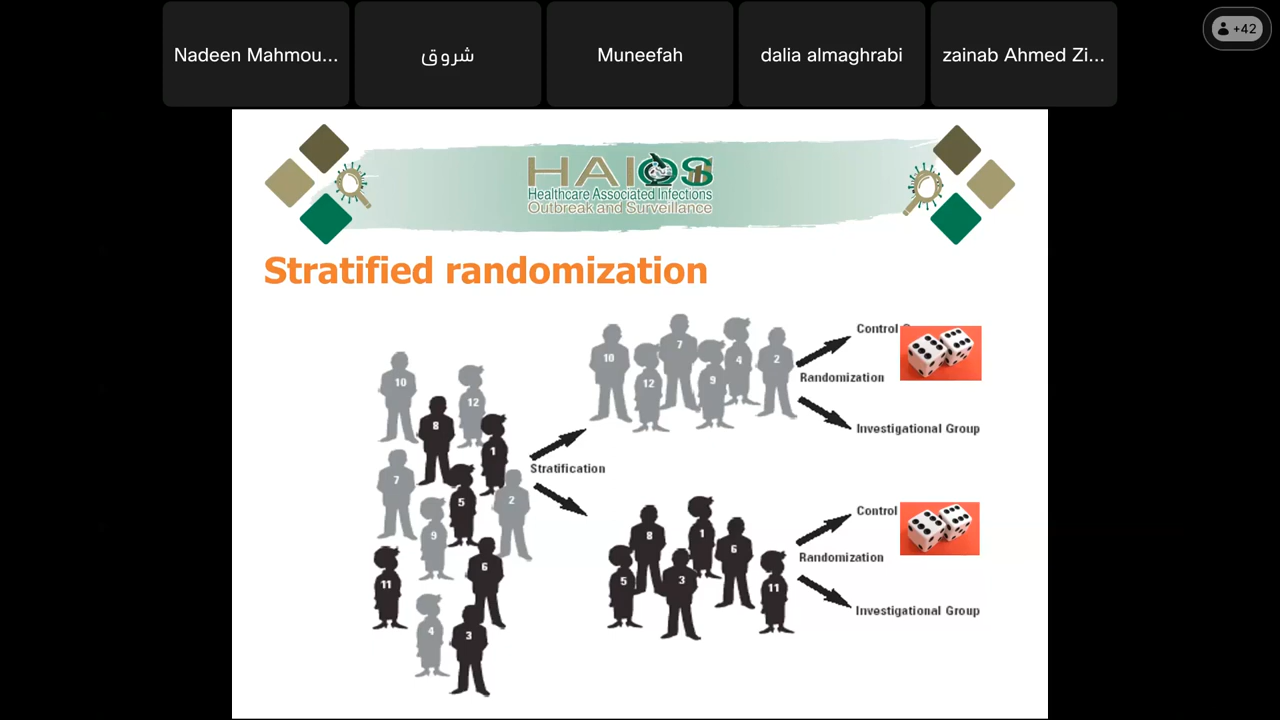 Nadeen Mahmou...
شروق
Muneefah
dalia almaghrabi
zainab Ahmed Zi...
+42
HAIOS
Healthcare Associated Infections
Outbreak and Surveillance
Stratified randomization
10
12
8
1
7
5
2
9
6
11
4
3
Stratification
10
12
7
9
4
2
Control G
Randomization
Investigational Group
8
1
6
5
3
11
Control
Randomization
Investigational Group